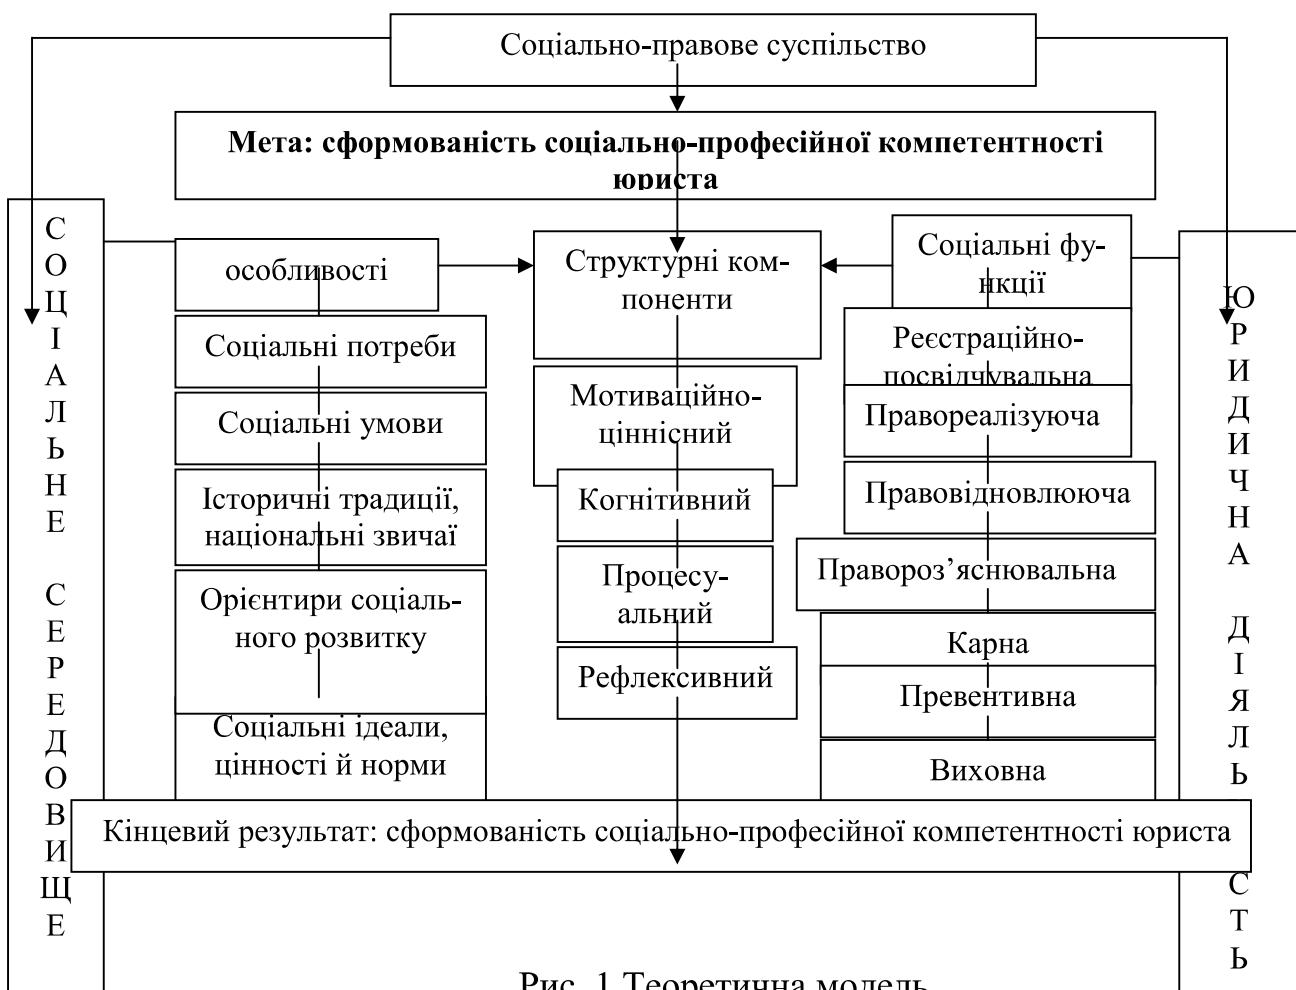 Соціально-правове суспільство
Мета: сформованість соціально-професійної компетентності
юриста
СОЦІАЛЬНЕ СЕРЕДОВИЩЕ
особливості
Соціальні потреби
Соціальні умови
Історичні традиції,
національні звичаї
Орієнтири соціаль-
ного розвитку
Соціальні ідеали,
цінності й норми
Структурні ком-
поненти
Мотиваційно-
ціннісний
Когнітивний
Процесу-
альний
Рефлексивний
Соціальні фу-
нкції
Реєстраційно-
посвідчувальна
Правореалізуюча
Правовідновлююча
Правороз’яснювальна
Карна
Превентивна
Виховна
ЮРИДИЧНА ДІЯЛЬ СТЬ
Кінцевий результат: сформованість соціально-професійної компетентності юриста
Рис. 1 Теоретична модель